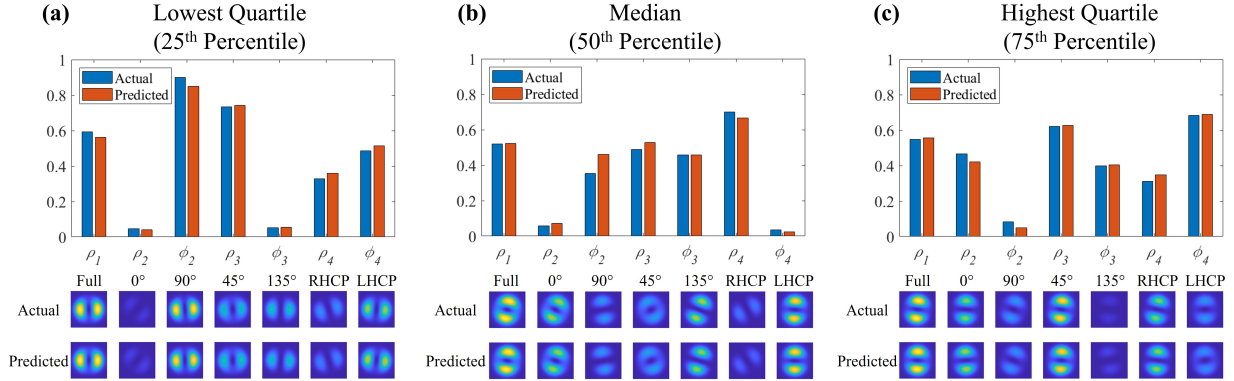 (a) Lowest Quartile
(25th Percentile)
1
0.8
0.6
0.4
0.2
0
Actual
Predicted
ρ1 ρ2 ϕ2 ρ3 ϕ3 ρ4 ϕ4
Full 0° 90° 45° 135° RHCP LHCP
Actual
Predicted
(b) Median
(50th Percentile)
1
0.8
0.6
0.4
0.2
0
Actual
Predicted
ρ1 ρ2 ϕ2 ρ3 ϕ3 ρ4 ϕ4
Full 0° 90° 45° 135° RHCP LHCP
Actual
Predicted
(c) Highest Quartile
(75th Percentile)
1
0.8
0.6
0.4
0.2
0
Actual
Predicted
ρ1 ρ2 ϕ2 ρ3 ϕ3 ρ4 ϕ4
Full 0° 90° 45° 135° RHCP LHCP
Actual
Predicted